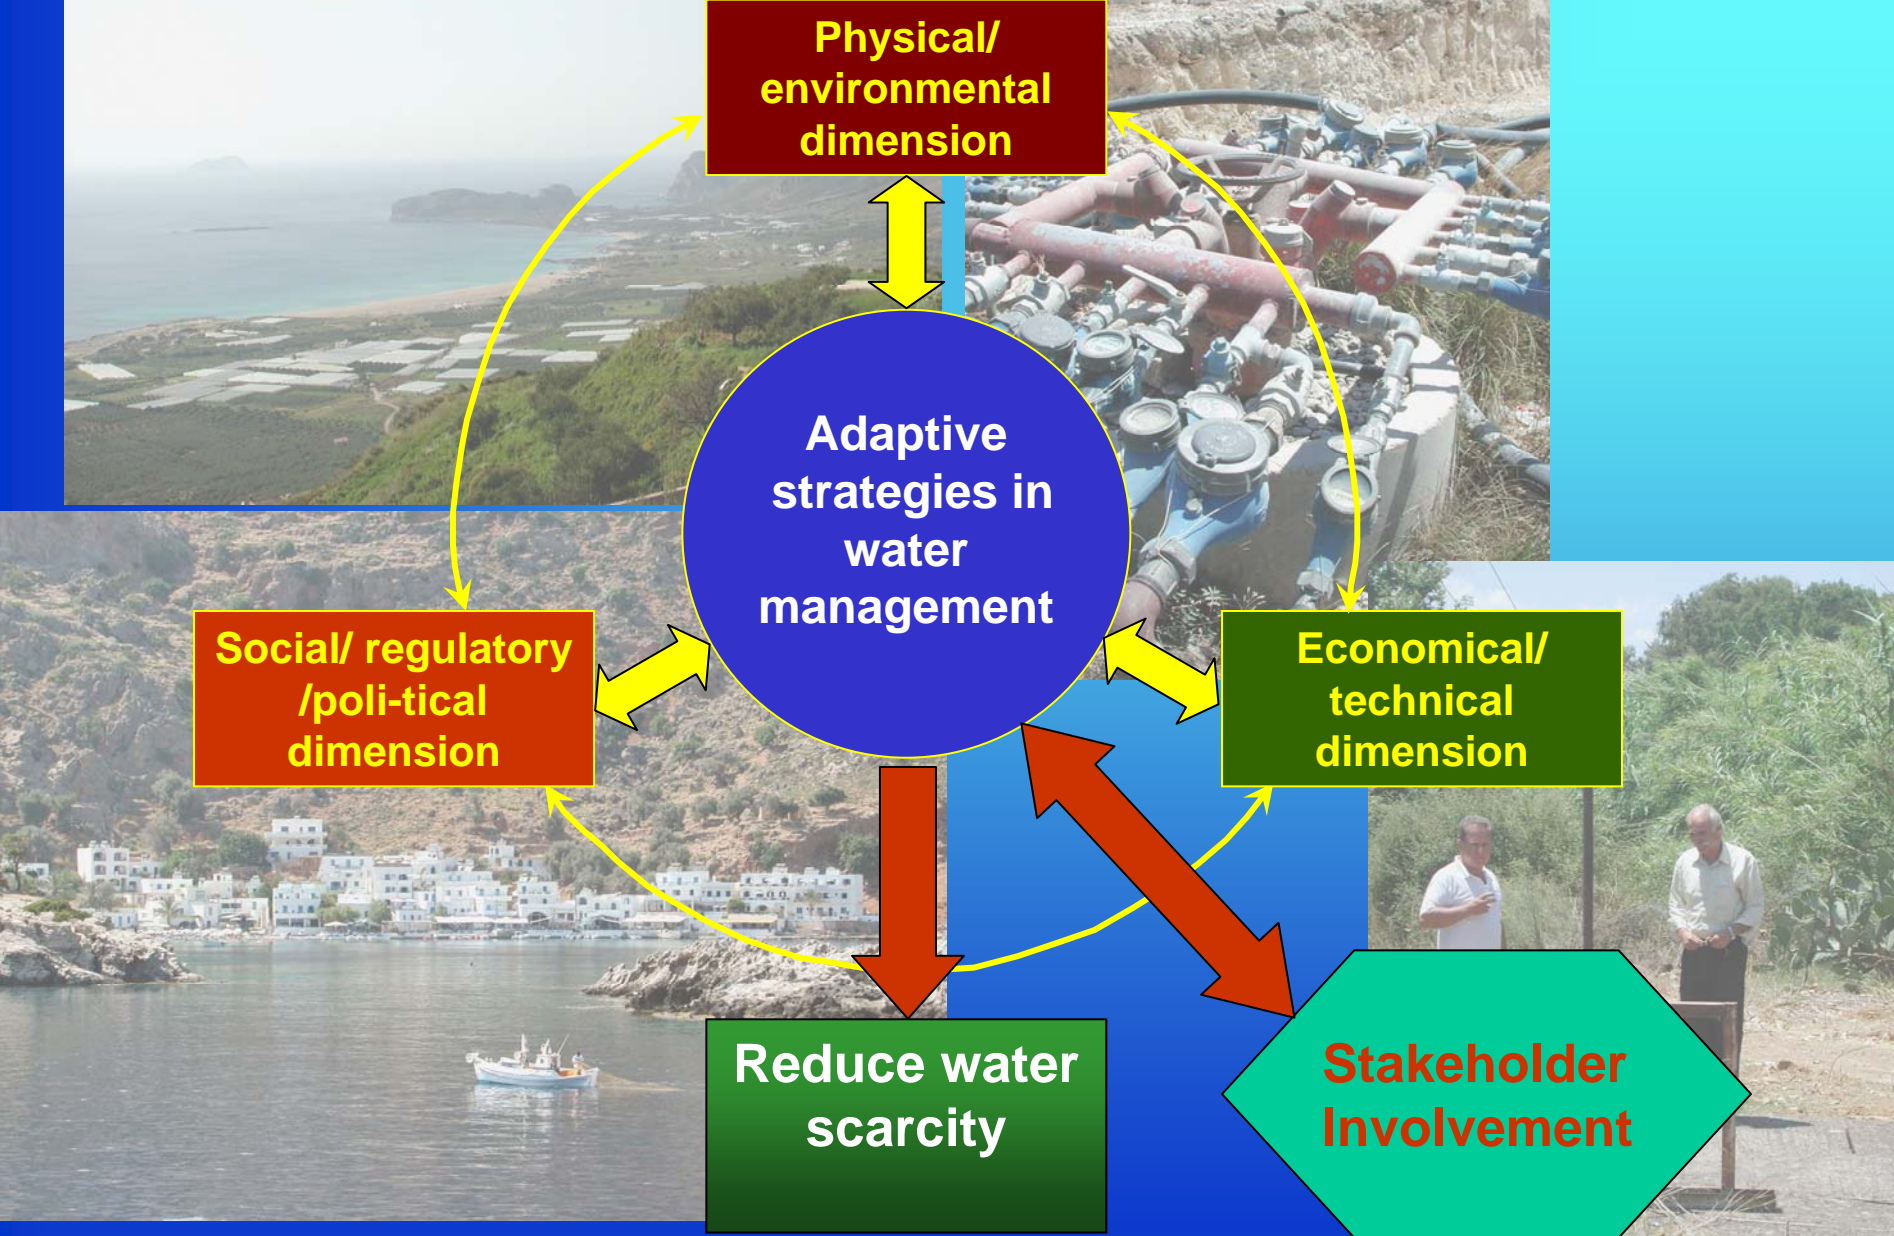 Physical/
environmental
dimension
Adaptive
strategies in
water
management
Social/ regulatory
/poli-tical
dimension
Economical/
technical
dimension
Reduce water
scarcity
Stakeholder
Involvement